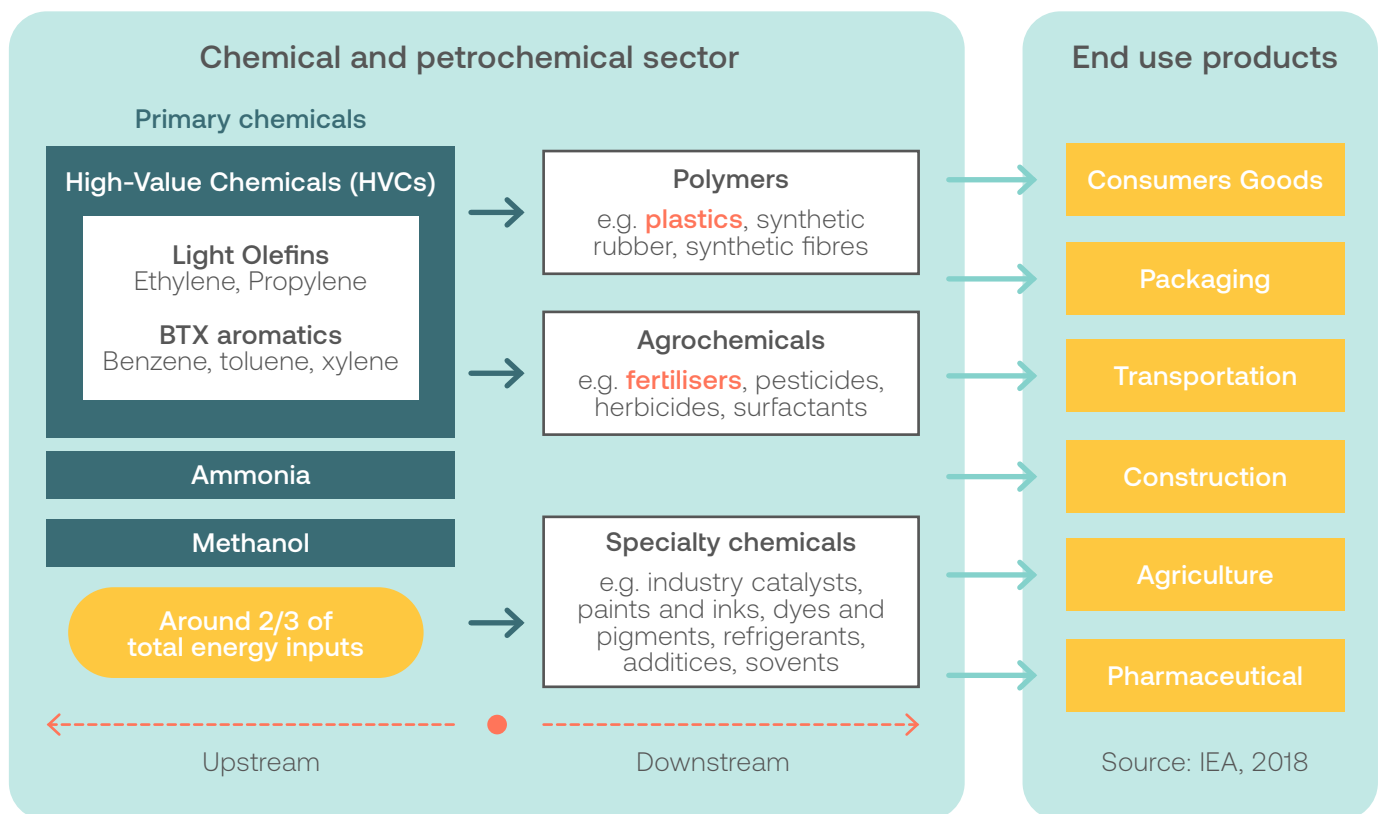 Chemical and petrochemical sector
Primary chemicals
High-Value Chemicals (HVCs)
Light Olefins
Ethylene, Propylene
BTX aromatics
Benzene, toluene, xylene
Ammonia
Methanol
Around 2/3 of
total energy inputs
Upstream
Polymers
e.g. plastics, synthetic
rubber, synthetic fibres
Agrochemicals
e.g. fertilisers, pesticides,
herbicides, surfactants
Specialty chemicals
e.g. industry catalysts,
paints and inks, dyes and
pigments, refrigerants,
additices, sovents
Downstream
End use products
Consumers Goods
Packaging
Transportation
Construction
Agriculture
Pharmaceutical
Source: IEA, 2018